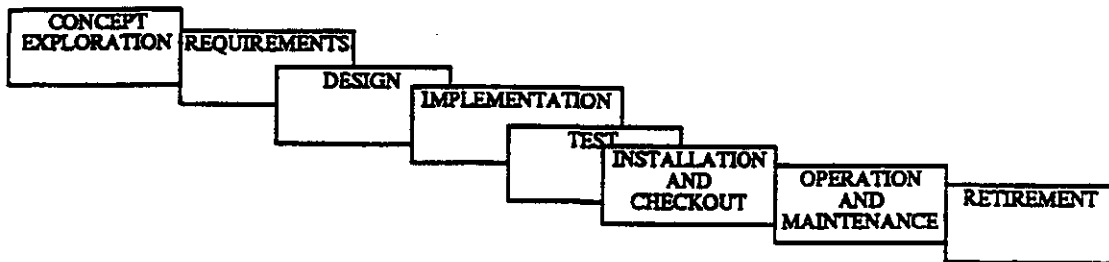 CONCEPT
EXPLORATION
REQUIREMENTS
DESIGN
IMPLEMENTATION
TEST
INSTALLATION
AND
CHECKOUT
OPERATION
AND
MAINTENANCE
RETIREMENT